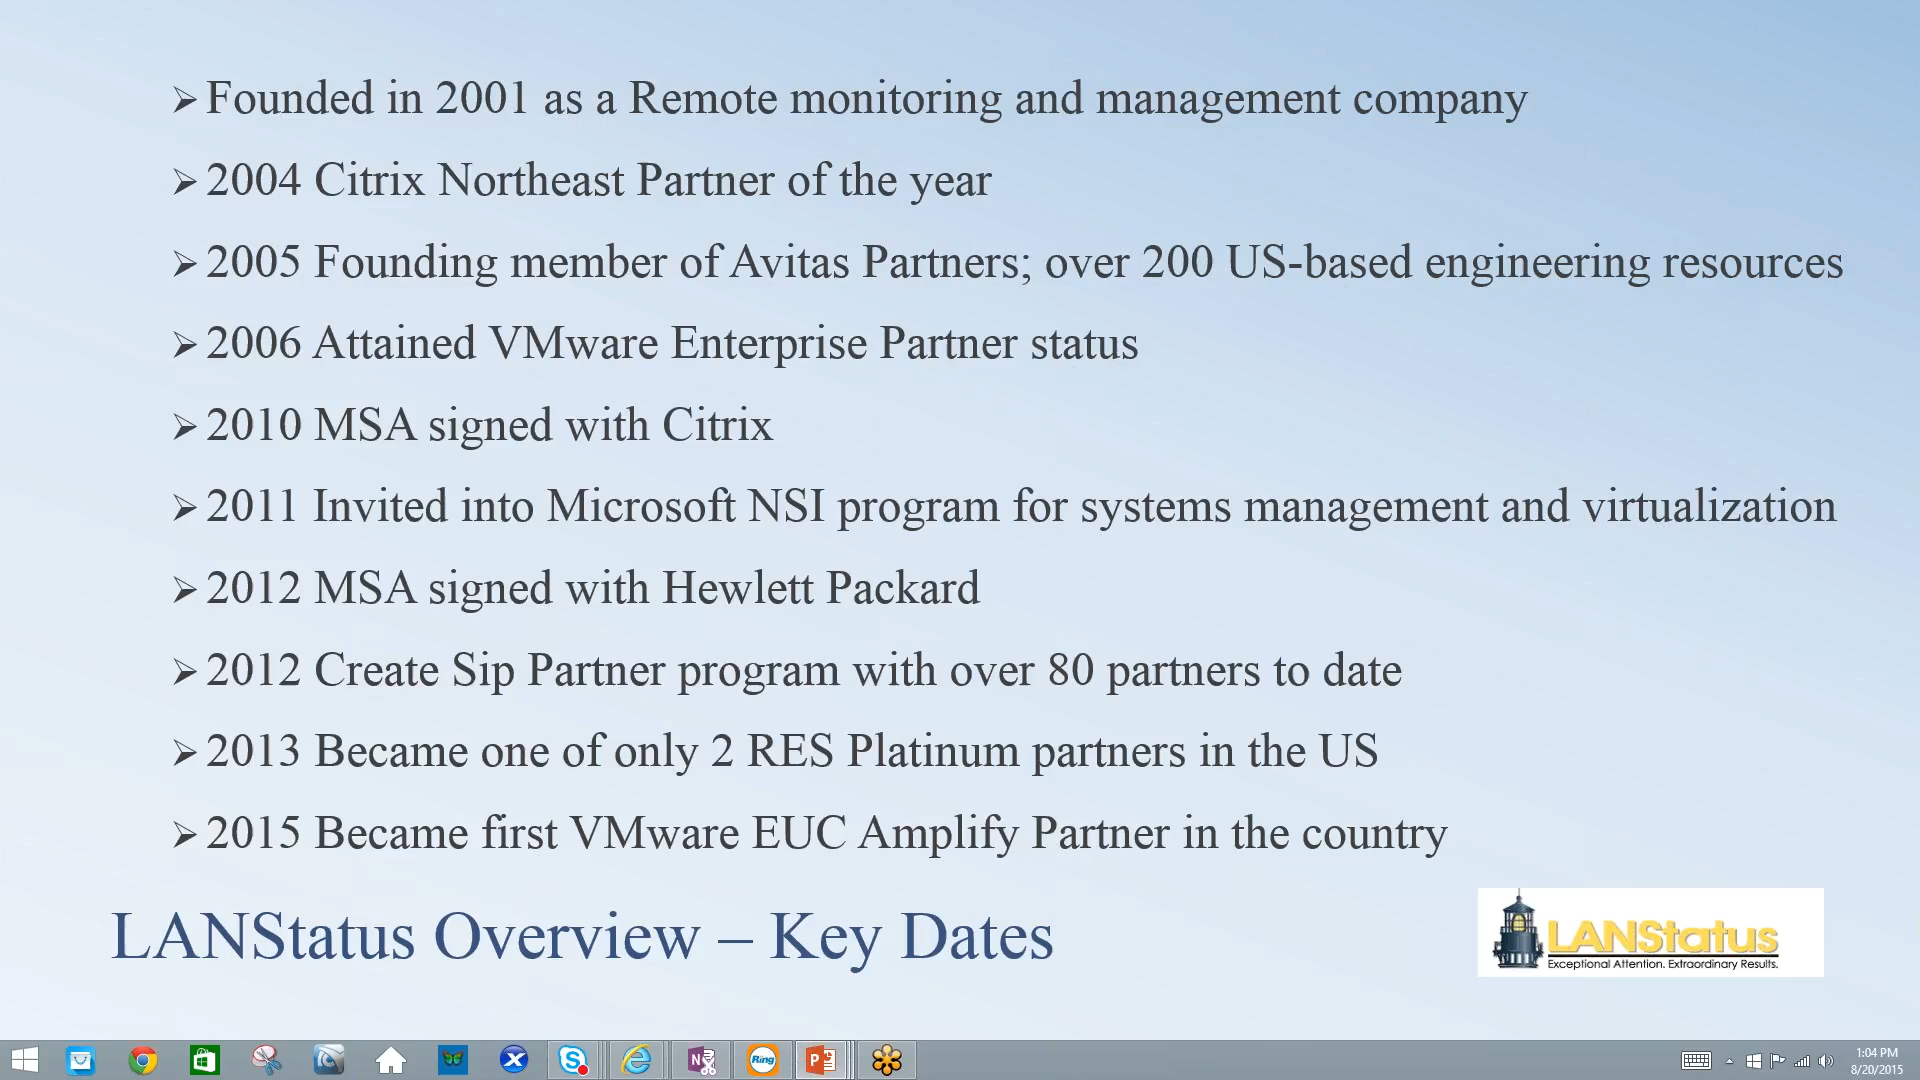 Founded in 2001 as a Remote monitoring and management company
2004 Citrix Northeast Partner of the year
2005 Founding member of Avitas Partners; over 200 US-based engineering resources
2006 Attained VMware Enterprise Partner status
2010 MSA signed with Citrix
2011 Invited into Microsoft NSI program for systems management and virtualization
2012 MSA signed with Hewlett Packard
2012 Create Sip Partner program with over 80 partners to date
2013 Became one of only 2 RES Platinum partners in the US
2015 Became first VMware EUC Amplify Partner in the country
LANStatus Overview – Key Dates
LANStatus
Exceptional Attention. Extraordinary Results.
Ring
1:04 PM
8/20/2015